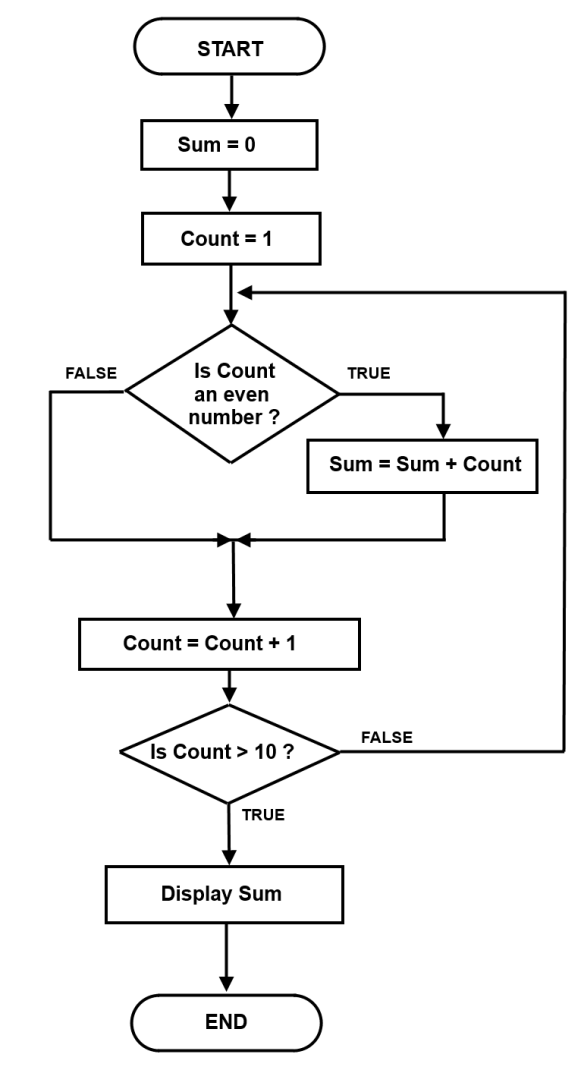 START
Sum = 0
Count = 1
FALSE
Is Count
an even
number ?
TRUE
Sum = Sum + Count
Count = Count + 1
Is Count > 10 ?
FALSE
TRUE
Display Sum
END